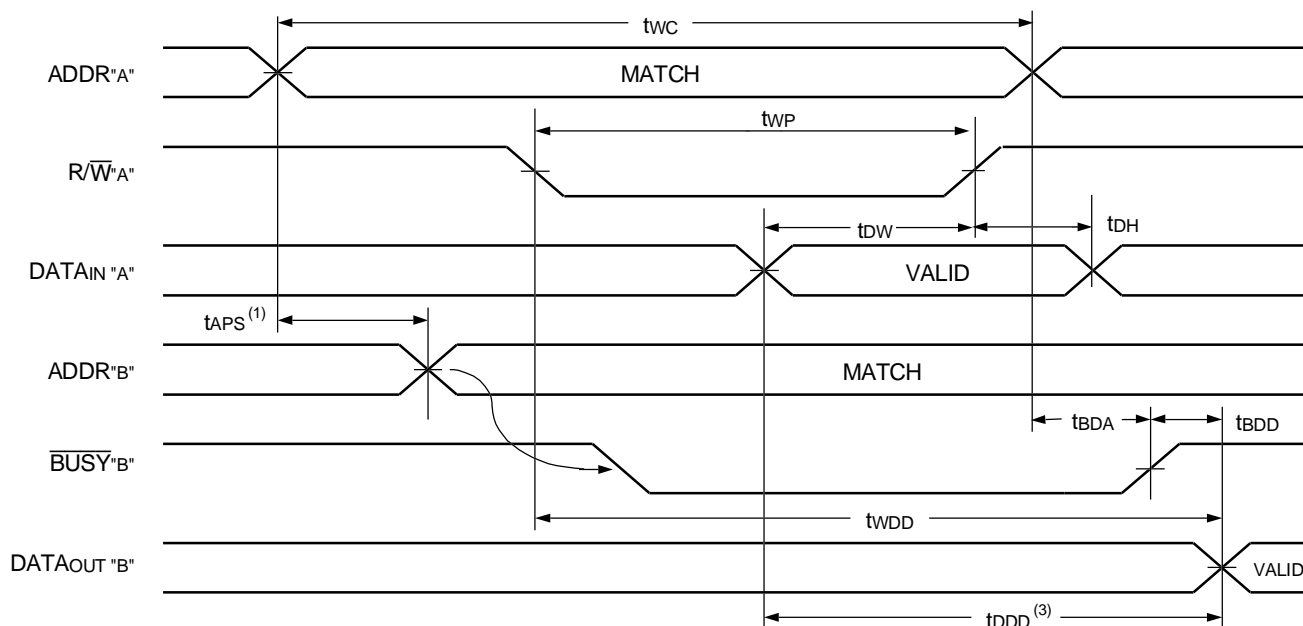 tWC
ADDR"A"
MATCH
tWP
R/W̅"A"
tDW
tDH
DATAIN "A"
VALID
tAPS (1)
ADDR"B"
MATCH
tBDA
tBDD
B̅U̅S̅Y̅"B"
tWDD
DATAOUT "B"
VALID
tDDD (3)